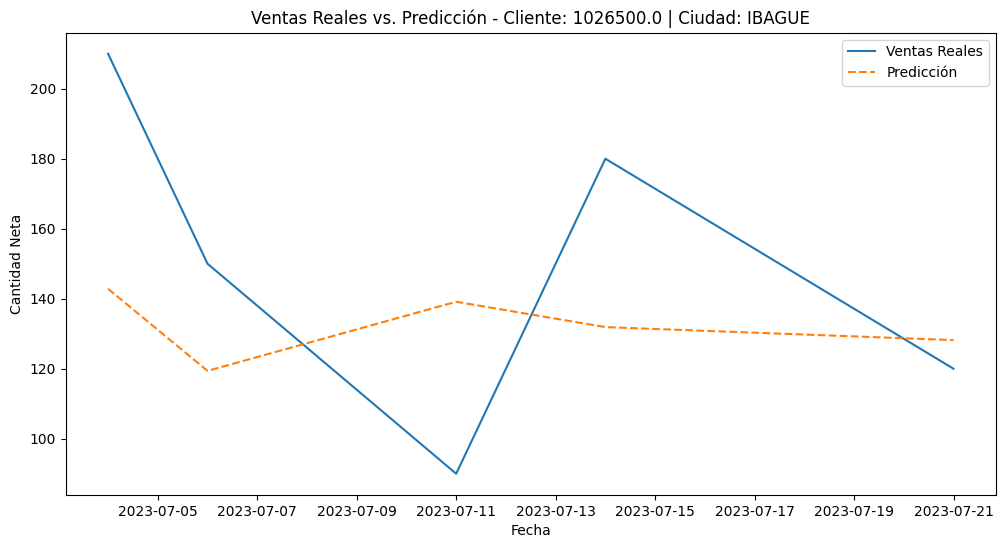 Ventas Reales vs. Predicción - Cliente: 1026500.0 | Ciudad: IBAGUE
Ventas Reales
Predicción
Cantidad Neta
200
180
160
140
120
100
2023-07-05 2023-07-07 2023-07-09 2023-07-11 2023-07-13 2023-07-15 2023-07-17 2023-07-19 2023-07-21
Fecha